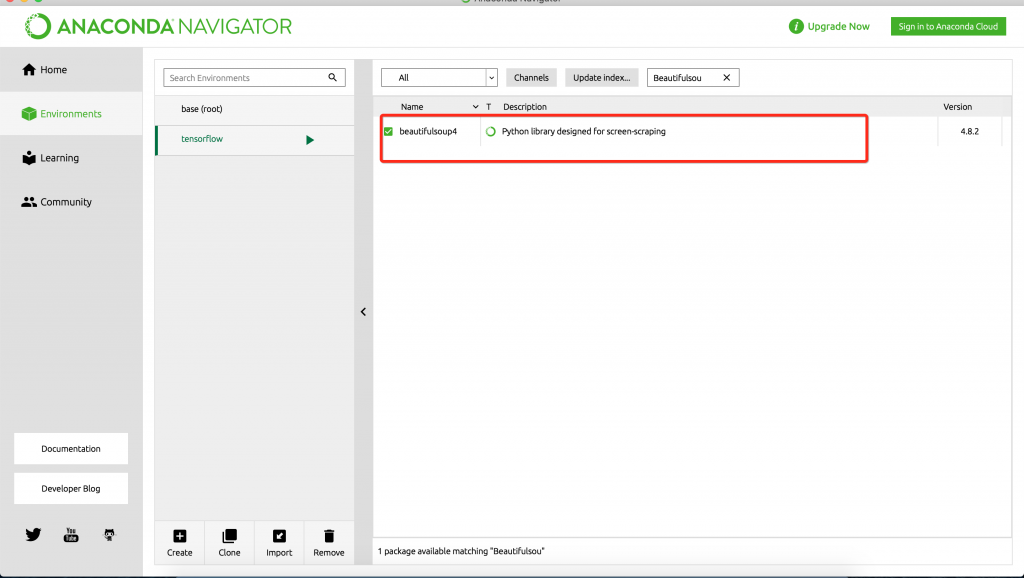 Anaconda Navigator
ANACONDA NAVIGATOR
i Upgrade Now
Sign in to Anaconda Cloud
Home
Environments
Learning
Community
Documentation
Developer Blog
You Tube
Search Environments
base (root)
tensorflow
Create
Clone
Import
Remove
All
Channels
Update index...
Beautifulsou
Name
T
Description
Version
beautifulsoup4
Python library designed for screen-scraping
4.8.2
1 package available matching "Beautifulsou"